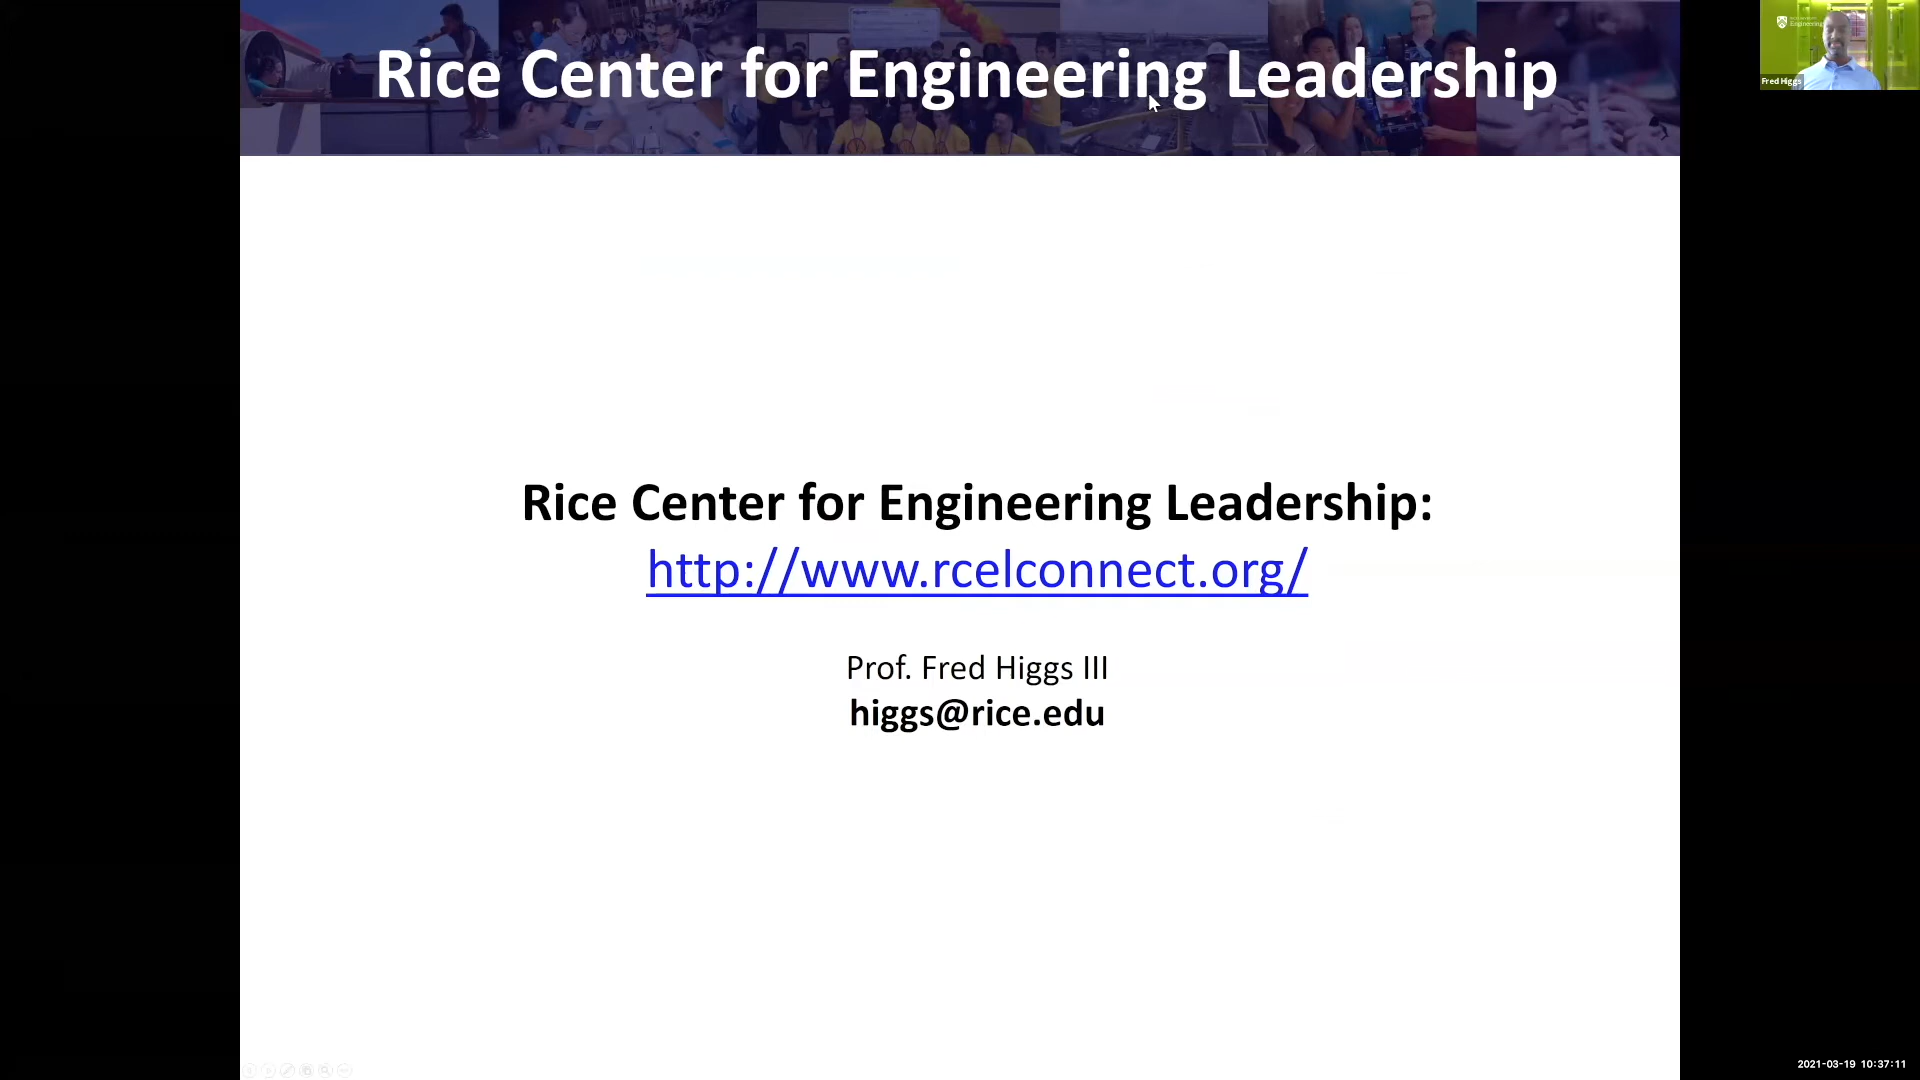 Rice Center for Engineering Leadership
Engineering
Fred Higgs
Rice Center for Engineering Leadership:
http://www.rcelconnect.org/
Prof. Fred Higgs III
higgs@rice.edu
2021-03-19 10:37:11